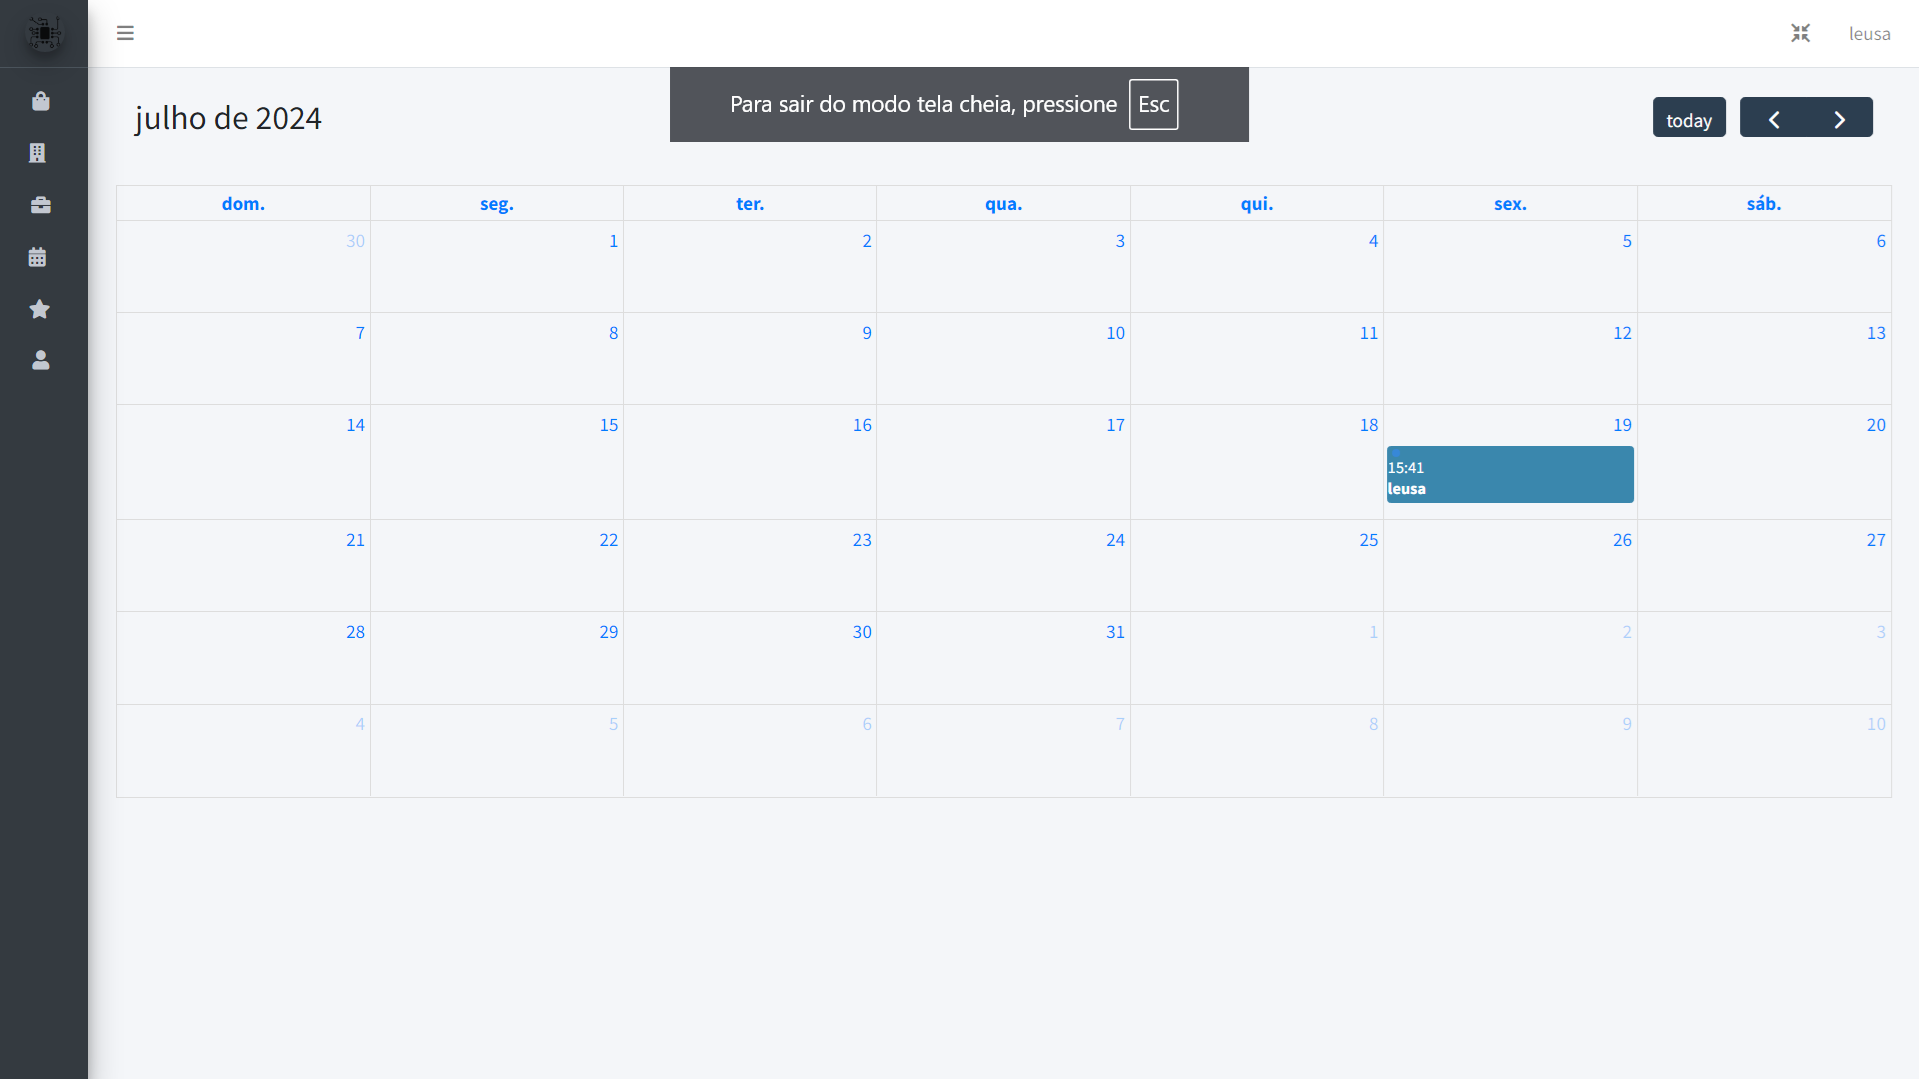 leusa
Para sair do modo tela cheia, pressione Esc
julho de 2024
today
dom. seg. ter. qua. qui. sex. sáb.
30 1 2 3 4 5 6
7 8 9 10 11 12 13
14 15 16 17 18 19 20
15:41
leusa
21 22 23 24 25 26 27
28 29 30 31 1 2 3
4 5 6 7 8 9 10